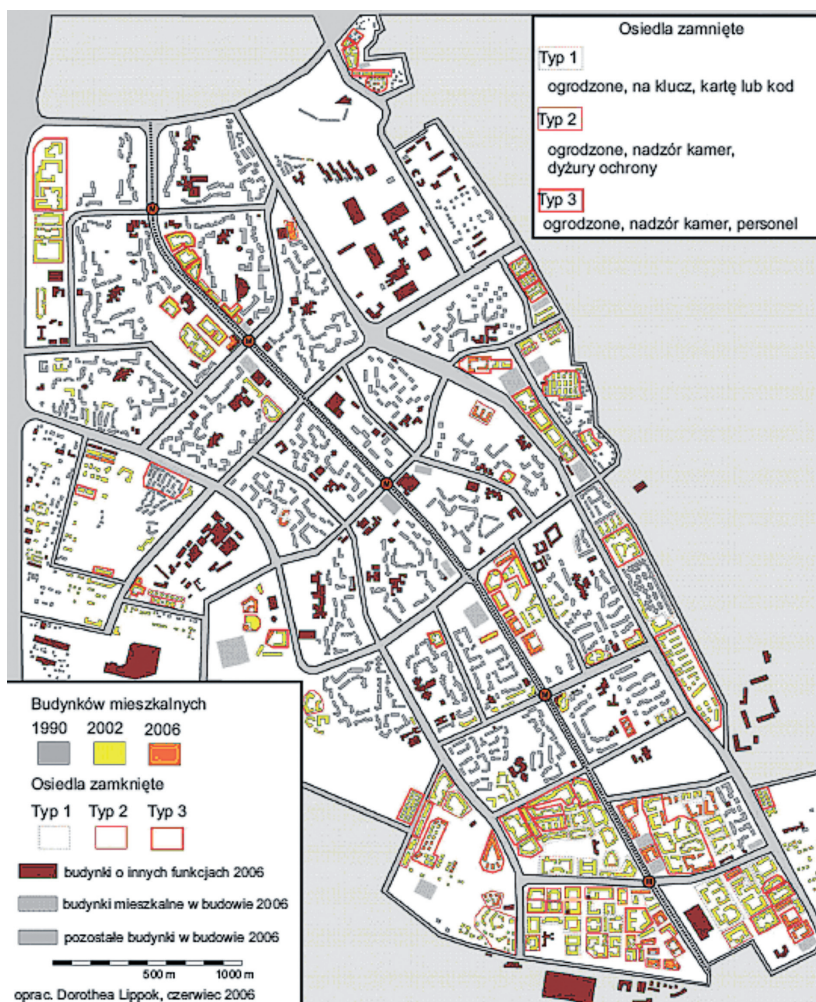 Osiedla zamnięte
Typ 1
ogrodzone, na klucz, kartę lub kod
Typ 2
ogrodzone, nadzór kamer,
dyżury ochrony
Typ 3
ogrodzone, nadzór kamer, personel
M
M
M
M
M
Budynków mieszkalnych
1990 2002 2006
Osiedla zamknięte
Typ 1 Typ 2 Typ 3
budynki o innych funkcjach 2006
budynki mieszkalne w budowie 2006
pozostałe budynki w budowie 2006
500 m 1000 m
oprac. Dorothea Lippok, czerwiec 2006